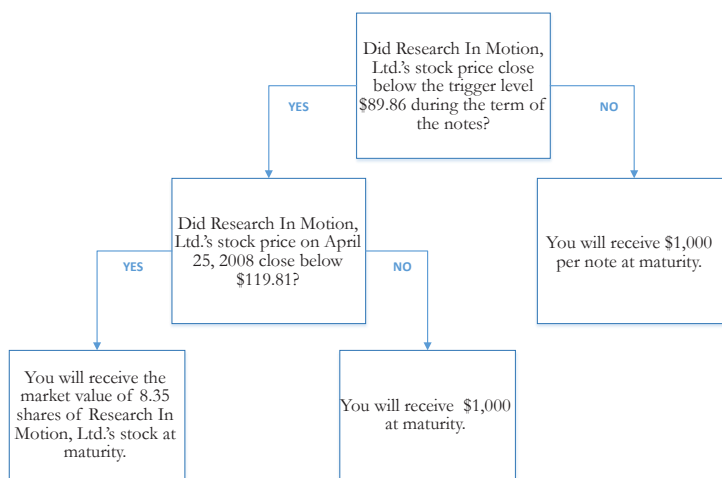 Did Research In Motion,
Ltd.'s stock price close
below the trigger level
$89.86 during the term of
the notes?
YES
NO
Did Research In Motion,
Ltd.'s stock price on April
25, 2008 close below
$119.81?
You will receive $1,000
per note at maturity.
YES
NO
You will receive the
market value of 8.35
shares of Research In
Motion, Ltd.'s stock at
maturity.
You will receive $1,000
at maturity.